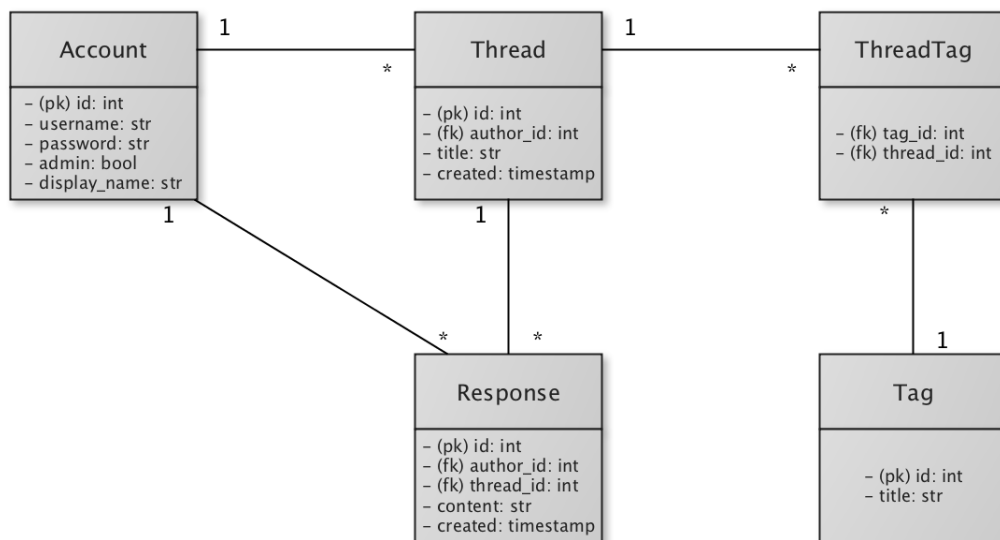 Account
- (pk) id: int
- username: str
- password: str
- admin: bool
- display_name: str
1
*
Thread
- (pk) id: int
- (fk) author_id: int
- title: str
- created: timestamp
1
*
ThreadTag
- (fk) tag_id: int
- (fk) thread_id: int
1
*
1
*
*
1
Response
- (pk) id: int
- (fk) author_id: int
- (fk) thread_id: int
- content: str
- created: timestamp
Tag
- (pk) id: int
- title: str